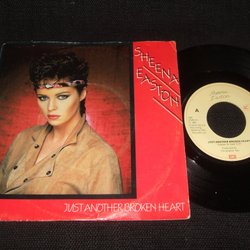 SHEENA
EASTON
JUST ANOTHER BROKEN HEART
Sheena
Easton
A
JUST ANOTHER BROKEN HEART
EMI